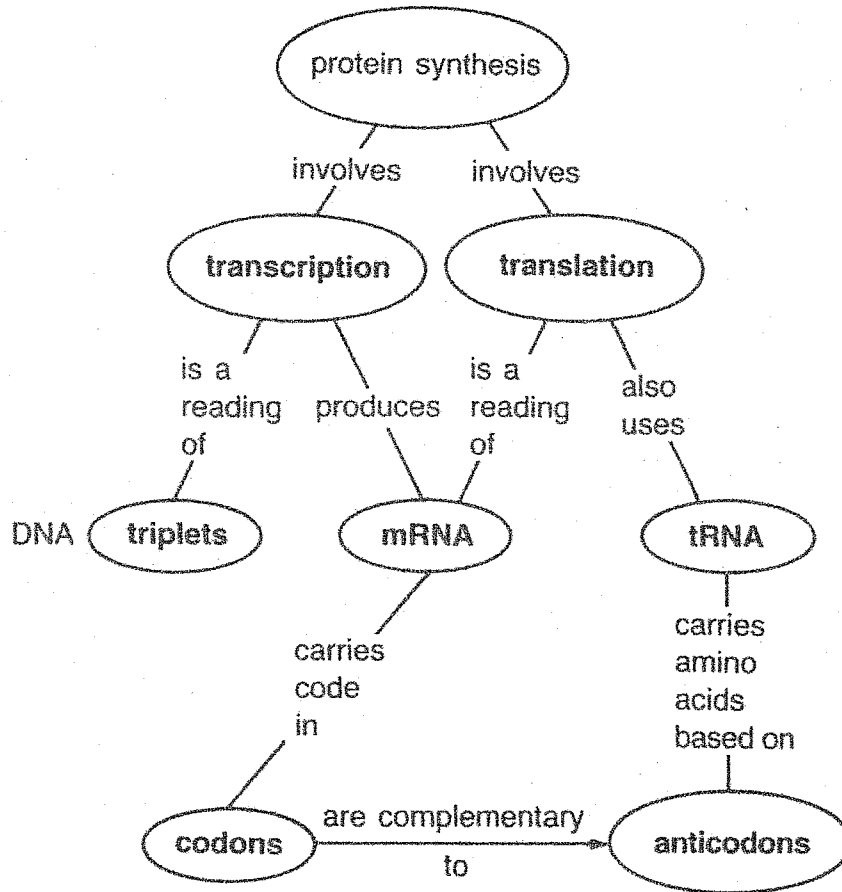 protein synthesis
involves
involves
transcription
translation
is a
reading
of
produces
is a
reading
of
also
uses
DNA
triplets
mRNA
tRNA
carries
code
in
carries
amino
acids
based on
codons
are complementary
to
anticodons